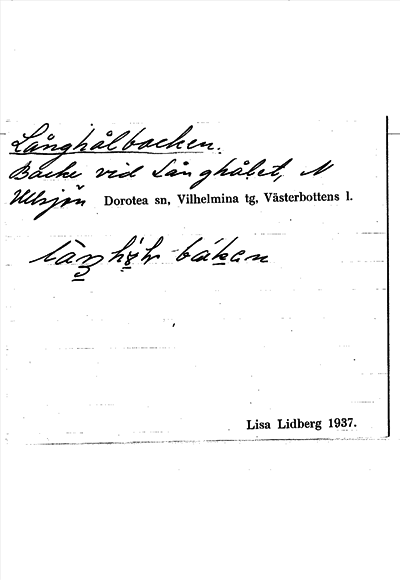 Långhålbacken.
Backe vid Långhålet, N
Ullsjön Dorotea sn, Vilhelmina tg, Västerbottens l.
Lisa Lidberg 1937.